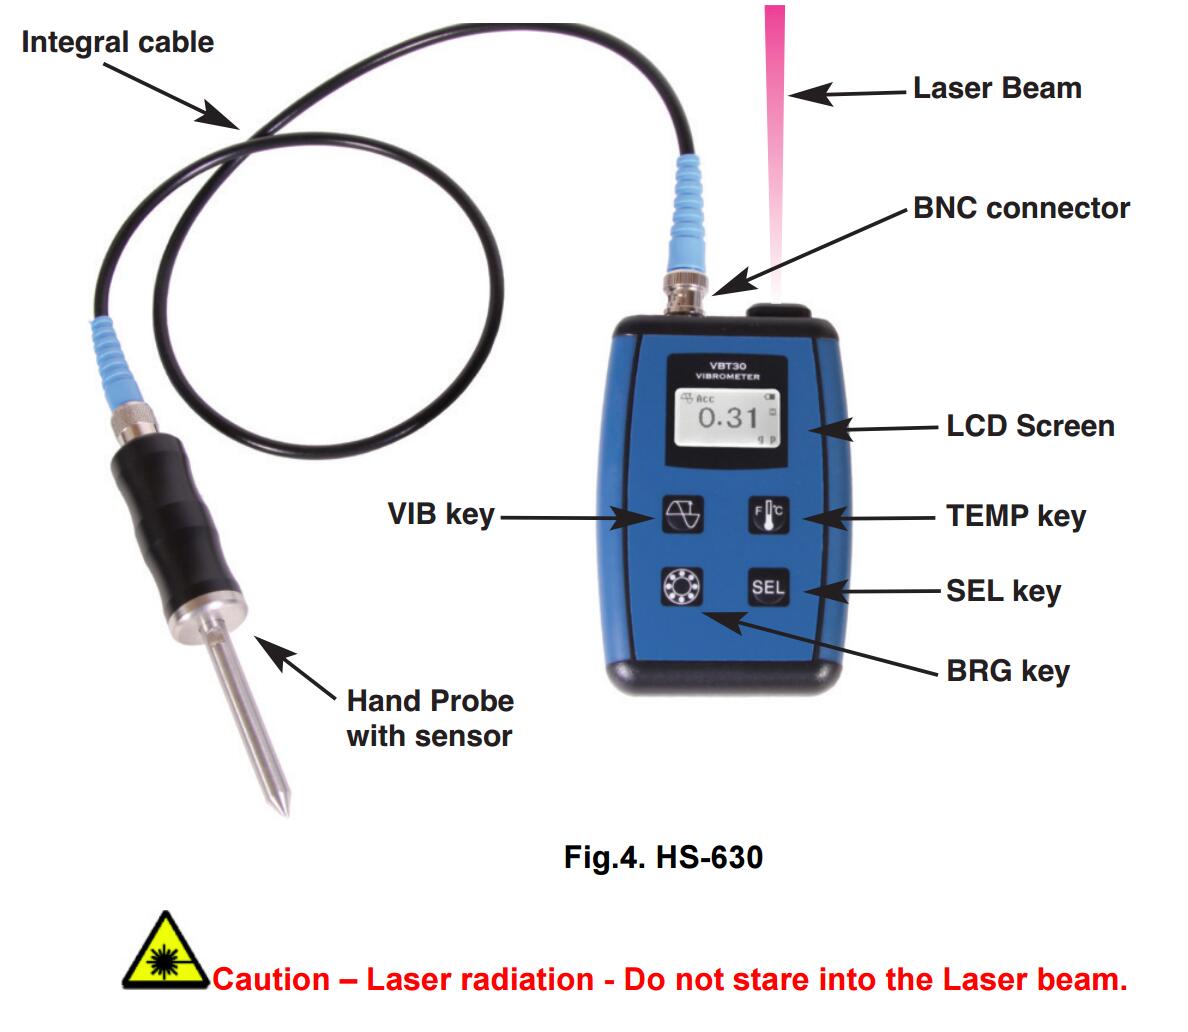 Integral cable
Laser Beam
BNC connector
VBT30
VIBROMETER
Acc
0.31
g p
LCD Screen
VIB key
F °C
TEMP key
SEL
SEL key
BRG key
Hand Probe
with sensor
Fig.4. HS-630
Caution – Laser radiation - Do not stare into the Laser beam.